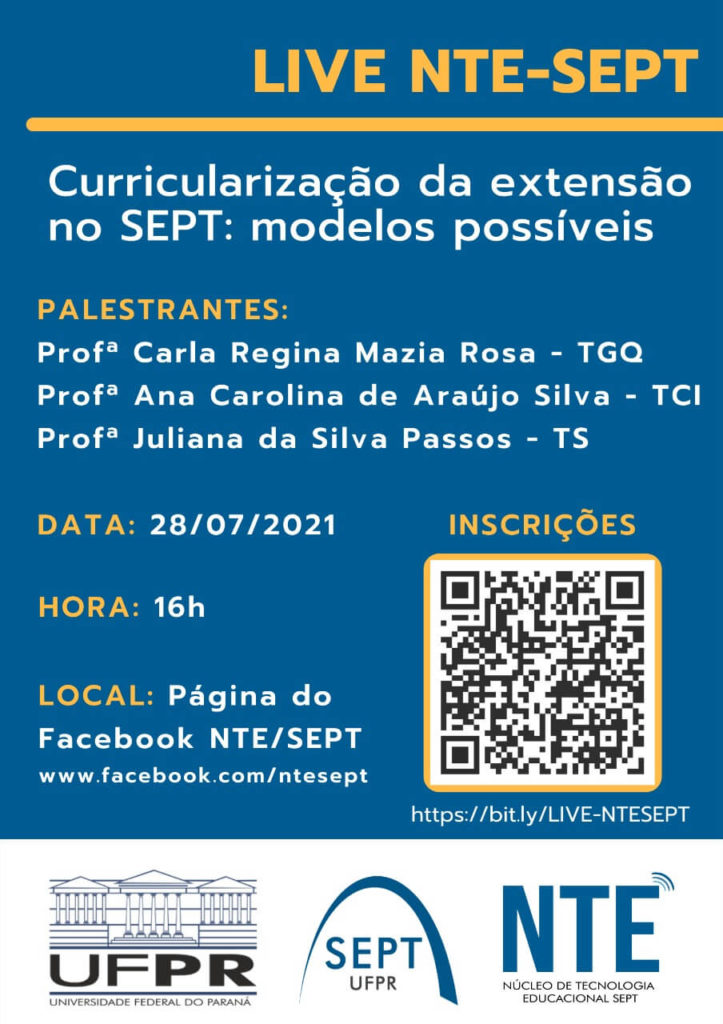 LIVE NTE-SEPT
Curricularização da extensão
no SEPT: modelos possíveis
PALESTRANTES:
Profª Carla Regina Mazia Rosa - TGQ
Profª Ana Carolina de Araújo Silva - TCI
Profª Juliana da Silva Passos - TS
DATA: 28/07/2021
HORA: 16h
LOCAL: Página do
Facebook NTE/SEPT
www.facebook.com/ntesept
INSCRIÇÕES
https://bit.ly/LIVE-NTESEPT
UFPR
UNIVERSIDADE FEDERAL DO PARANÁ
SEPT
UFPR
NTE
NÚCLEO DE TECNOLOGIA
EDUCACIONAL SEPT